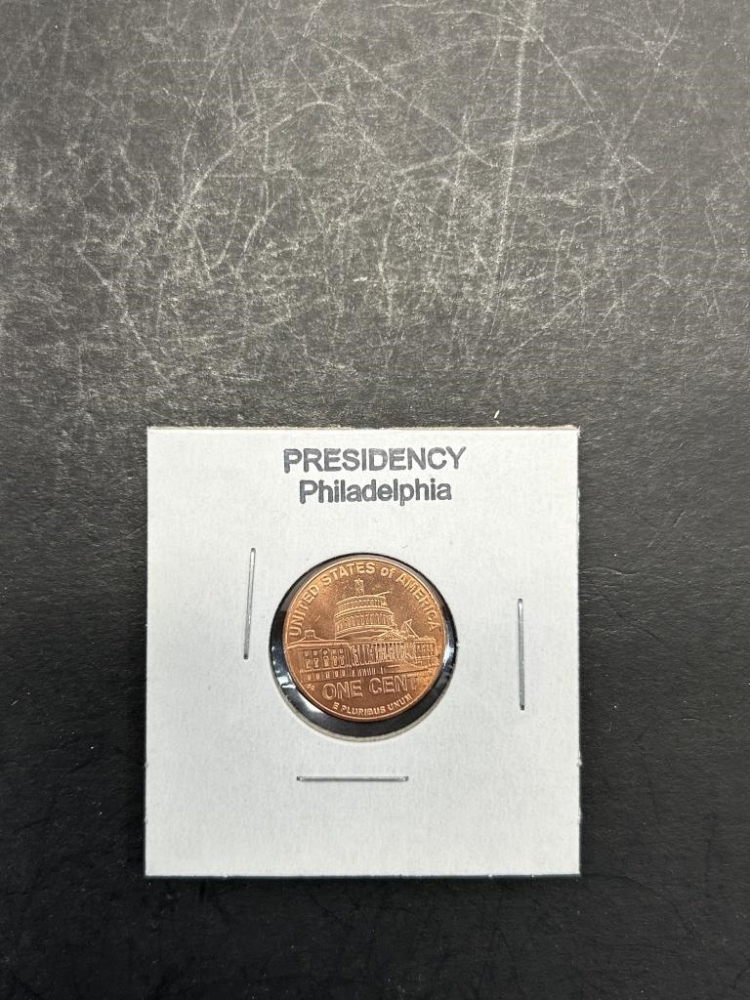 PRESIDENCY
Philadelphia
UNITED STATES of AMERICA
ONE CENT
E PLURIBUS UNUM